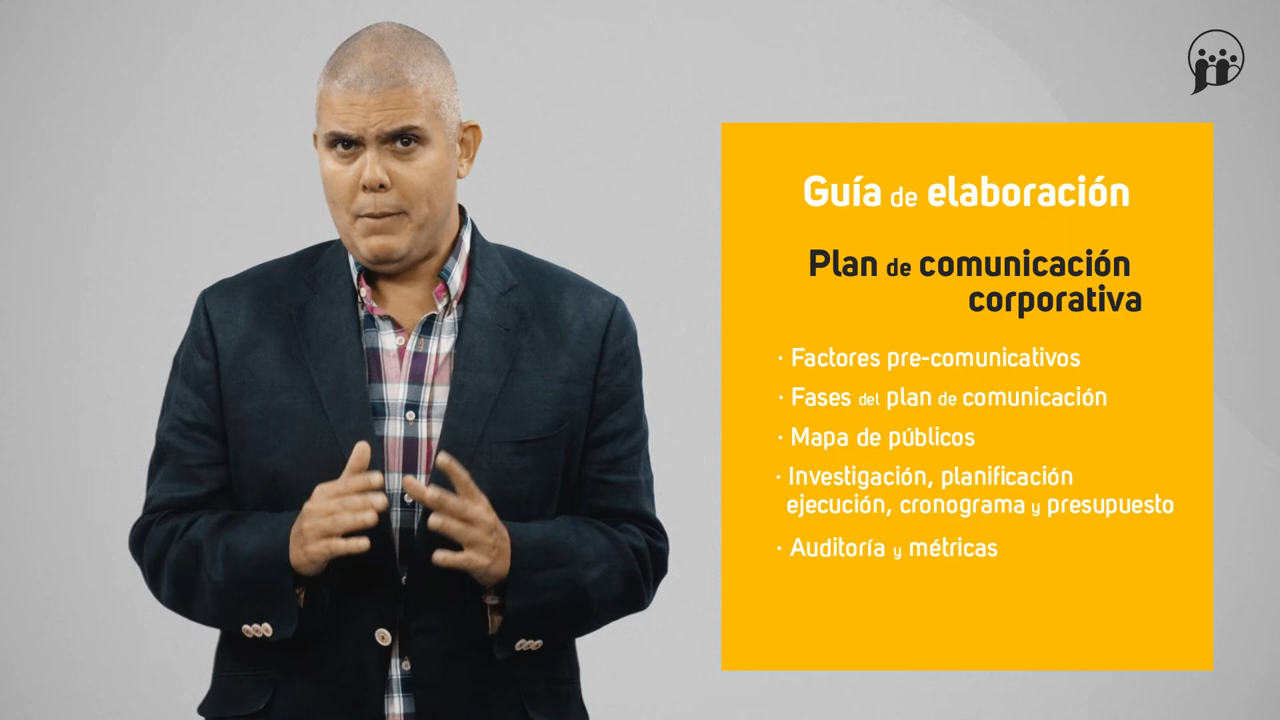 Guía de elaboración
Plan de comunicación
corporativa
· Factores pre-comunicativos
· Fases del plan de comunicación
· Mapa de públicos
· Investigación, planificación
ejecución, cronograma y presupuesto
· Auditoría y métricas